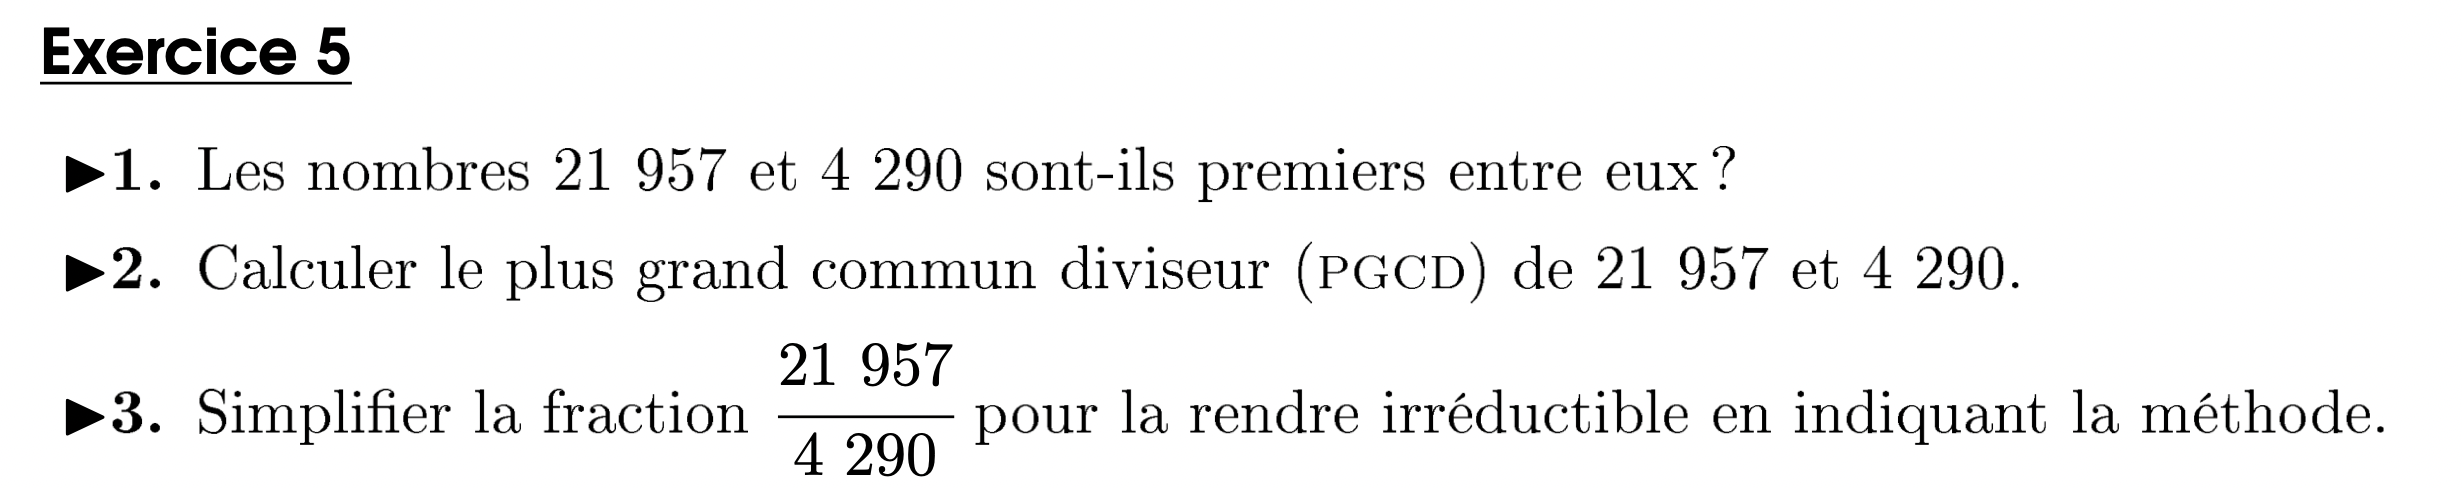 Exercice 5
►1. Les nombres 21 957 et 4 290 sont-ils premiers entre eux ?
►2. Calculer le plus grand commun diviseur (PGCD) de 21 957 et 4 290.
►3. Simplifier la fraction 21 957 / 4 290 pour la rendre irréductible en indiquant la méthode.